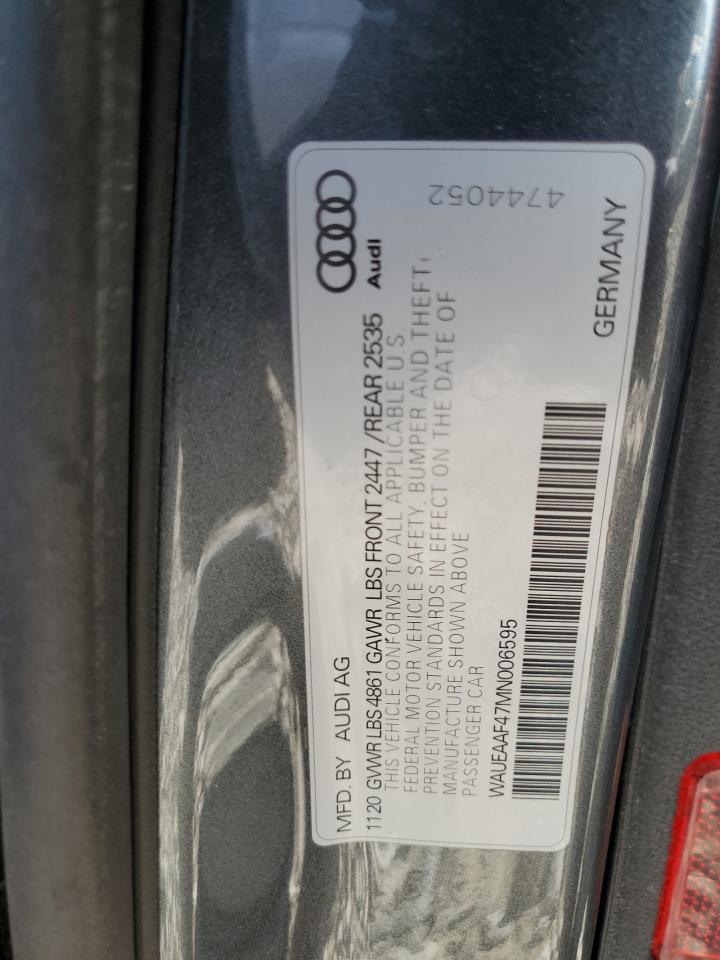 MFD. BY AUDI AG
Audi
1120 GVWR LBS 4861 GAWR LBS FRONT 2447 /REAR 2535
THIS VEHICLE CONFORMS TO ALL APPLICABLE U S.
FEDERAL MOTOR VEHICLE SAFETY, BUMPER AND THEFT,
PREVENTION STANDARDS IN EFFECT ON THE DATE OF
MANUFACTURE SHOWN ABOVE
PASSENGER CAR
WAUEAAF47MN006595
4744052
GERMANY